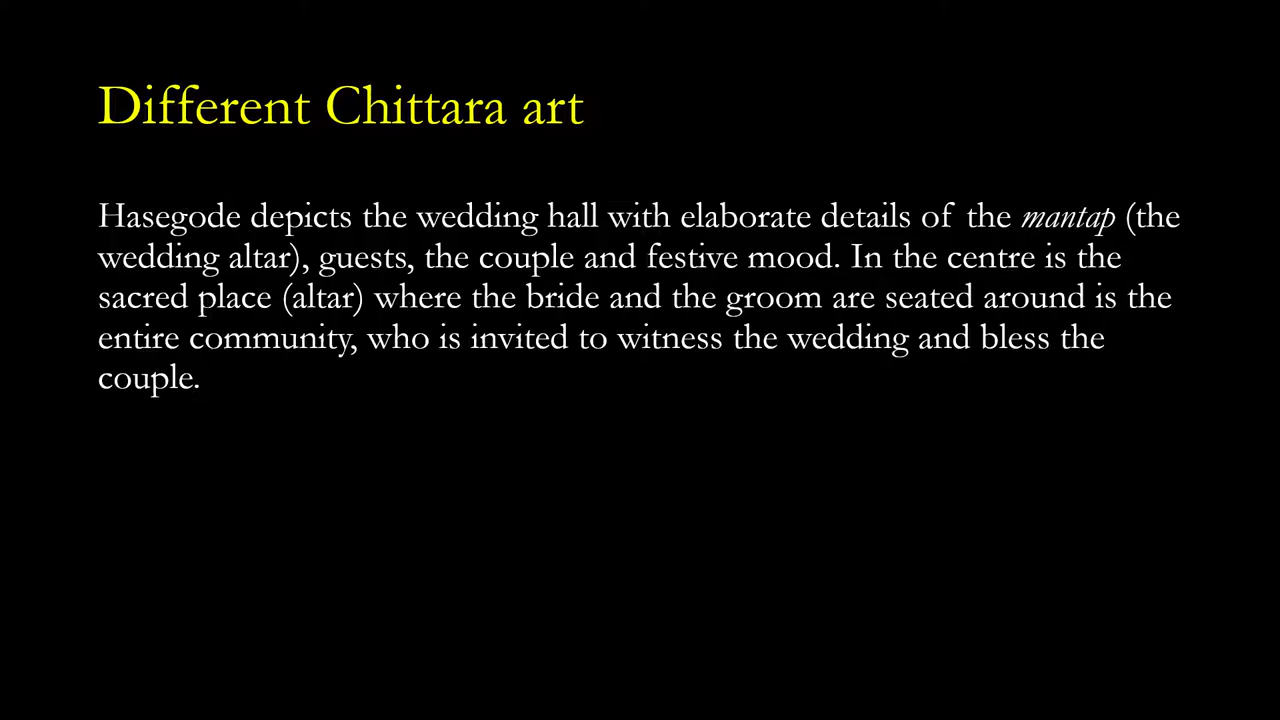 Different Chittara art
Hasegode depicts the wedding hall with elaborate details of the mantap (the
wedding altar), guests, the couple and festive mood. In the centre is the
sacred place (altar) where the bride and the groom are seated around is the
entire community, who is invited to witness the wedding and bless the
couple.